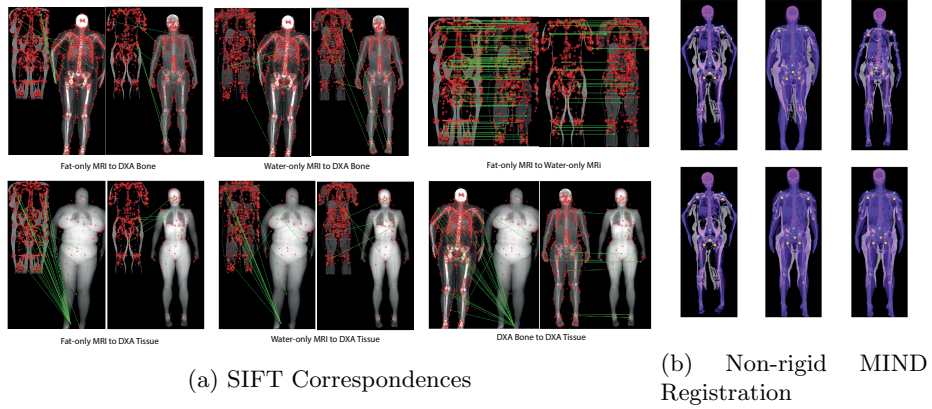 Fat-only MRI to DXA Bone
Water-only MRI to DXA Bone
Fat-only MRI to Water-only MRi
Fat-only MRI to DXA Tissue
Water-only MRI to DXA Tissue
DXA Bone to DXA Tissue
(a) SIFT Correspondences
(b) Non-rigid MIND
Registration